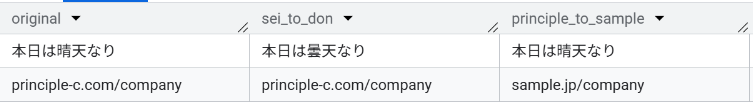 original sei_to_don principle_to_sample
本日は晴天なり 本日は曇天なり 本日は晴天なり
principle-c.com/company principle-c.com/company sample.jp/company